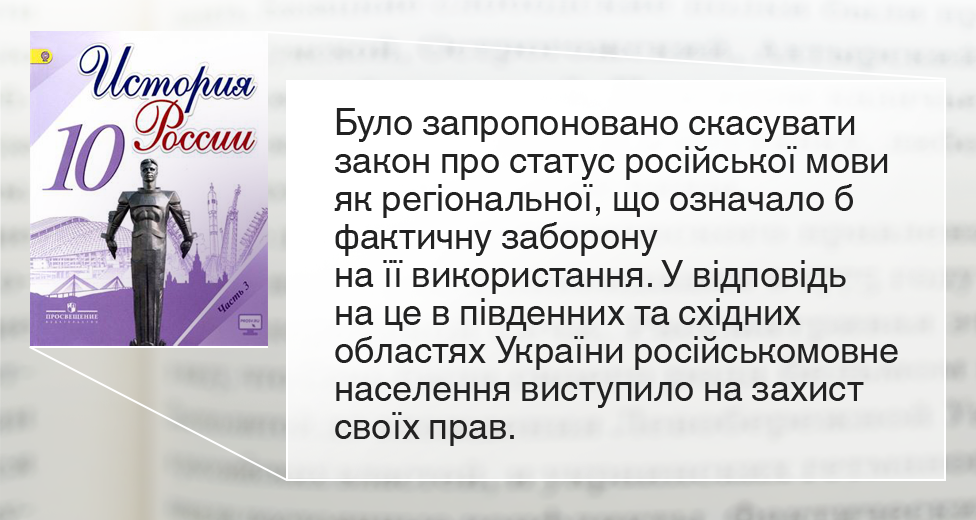 История
России
10
Часть 3
ПРОСВЕЩЕНИЕ
ИЗДАТЕЛЬСТВО
Було запропоновано скасувати
закон про статус російської мови
як регіональної, що означало б
фактичну заборону
на її використання. У відповідь
на це в південних та східних
областях України російськомовне
населення виступило на захист
своїх прав.